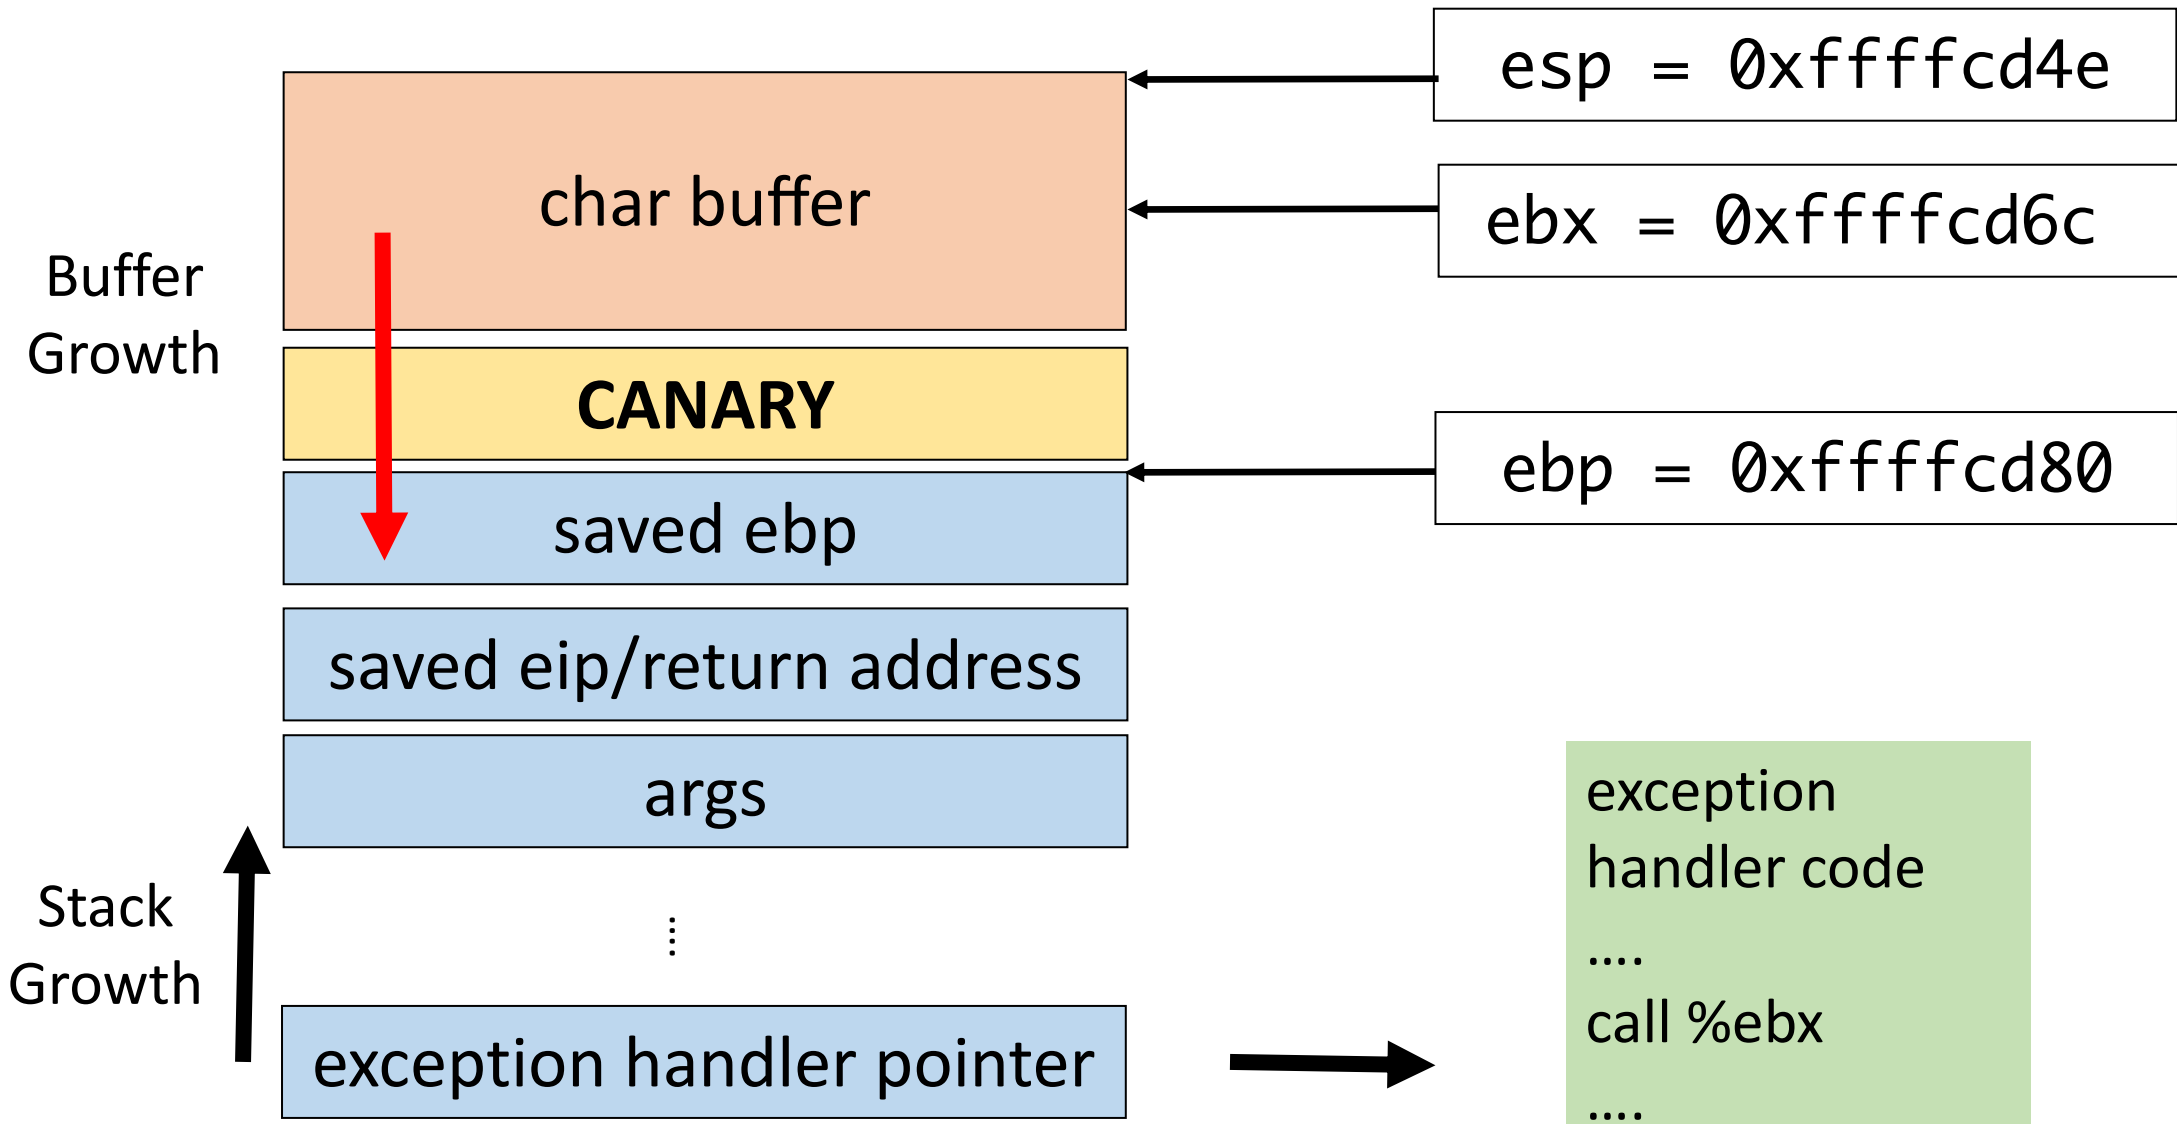 esp = 0xffffcd4e
char buffer
ebx = 0xffffcd6c
Buffer
Growth
CANARY
ebp = 0xffffcd80
saved ebp
saved eip/return address
args
exception
handler code
....
call %ebx
....
Stack
Growth
....
exception handler pointer